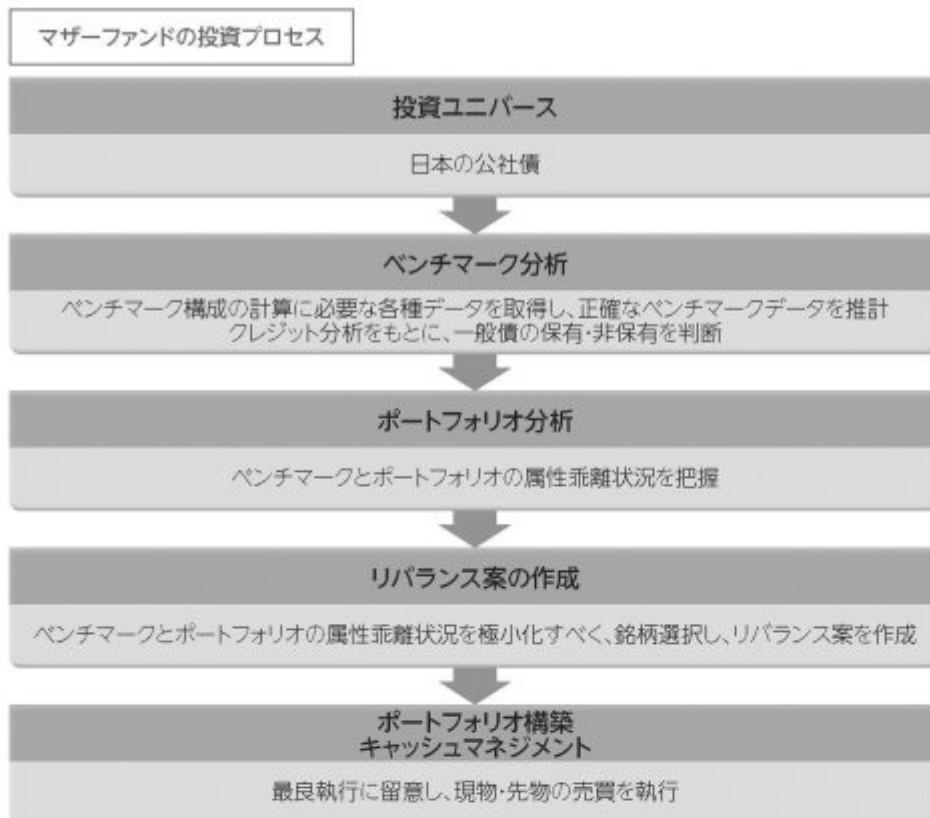 マザーファンドの投資プロセス
投資ユニバース
日本の公社債
ベンチマーク分析
ベンチマーク構成の計算に必要な各種データを取得し、正確なベンチマークデータを推計
クレジット分析をもとに、一般債の保有・非保有を判断
ポートフォリオ分析
ベンチマークとポートフォリオの属性乖離状況を把握
リバランス案の作成
ベンチマークとポートフォリオの属性乖離状況を極小化すべく、銘柄選択し、リバランス案を作成
ポートフォリオ構築
キャッシュマネジメント
最良執行に留意し、現物・先物の売買を執行